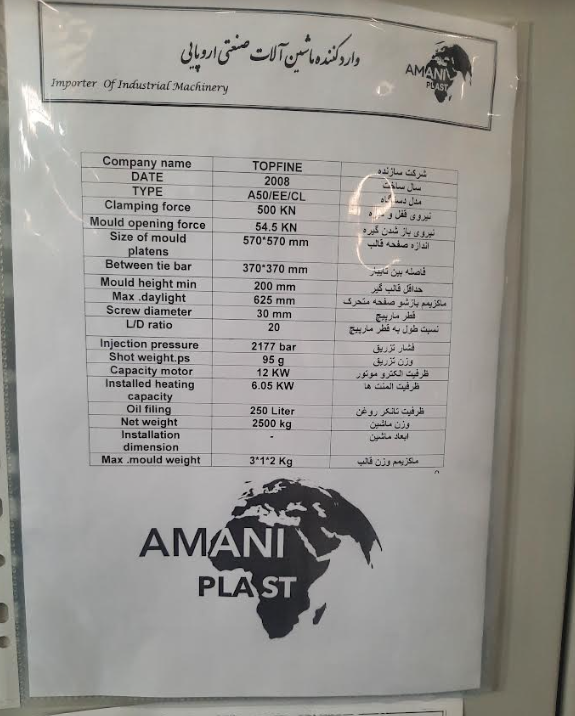 وارد کننده ماشین آلات صنعتی اروپایی
Importer Of Industrial Machinery
AMANI
PLAST
Company name TOPFINE شرکت سازنده
DATE 2008 سال ساخت
TYPE A50/EE/CL مدل
Clamping force 500 KN نیروی قفل و
Mould opening force 54.5 KN نیروی باز شدن گیره
Size of mould platens 570*570 mm اندازه صفحه قالب
Between tie bar 370*370 mm فاصله بین تایبار
Mould height min 200 mm حداقل قالب گیر
Max .daylight 625 mm ماکزیمم بازشو صفحه متحرک
Screw diameter 30 mm قطر مارپیچ
L/D ratio 20 نسبت طول به قطر مارپیچ
Injection pressure 2177 bar فشار تزریق
Shot weight.ps 95 g وزن تزریق
Capacity motor 12 KW ظرفیت الکترو موتور
Installed heating capacity 6.05 KW ظرفیت المنت ها
Oil filing 250 Liter ظرفیت تانکر روغن
Net weight 2500 kg وزن ماشین
Installation dimension - ابعاد ماشین
Max .mould weight 3*1*2 Kg ماکزیمم وزن قالب
AMANI
PLAST